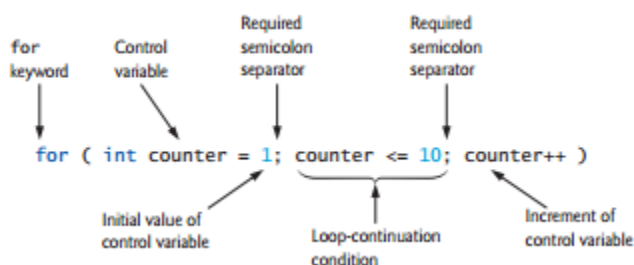 for
keyword
Control
variable
Required
semicolon
separator
Required
semicolon
separator
for ( int counter = 1; counter <= 10; counter++ )
Initial value of
control variable
Loop-continuation
condition
Increment of
control variable